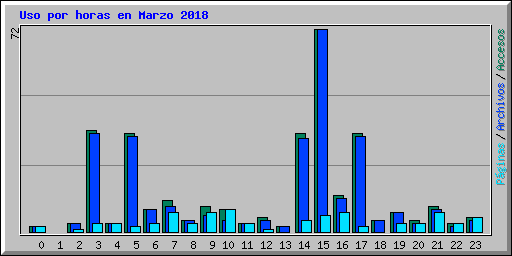 Uso por horas en Marzo 2018
72
Páginas / Archivos / Accesos
0 1 2 3 4 5 6 7 8 9 10 11 12 13 14 15 16 17 18 19 20 21 22 23